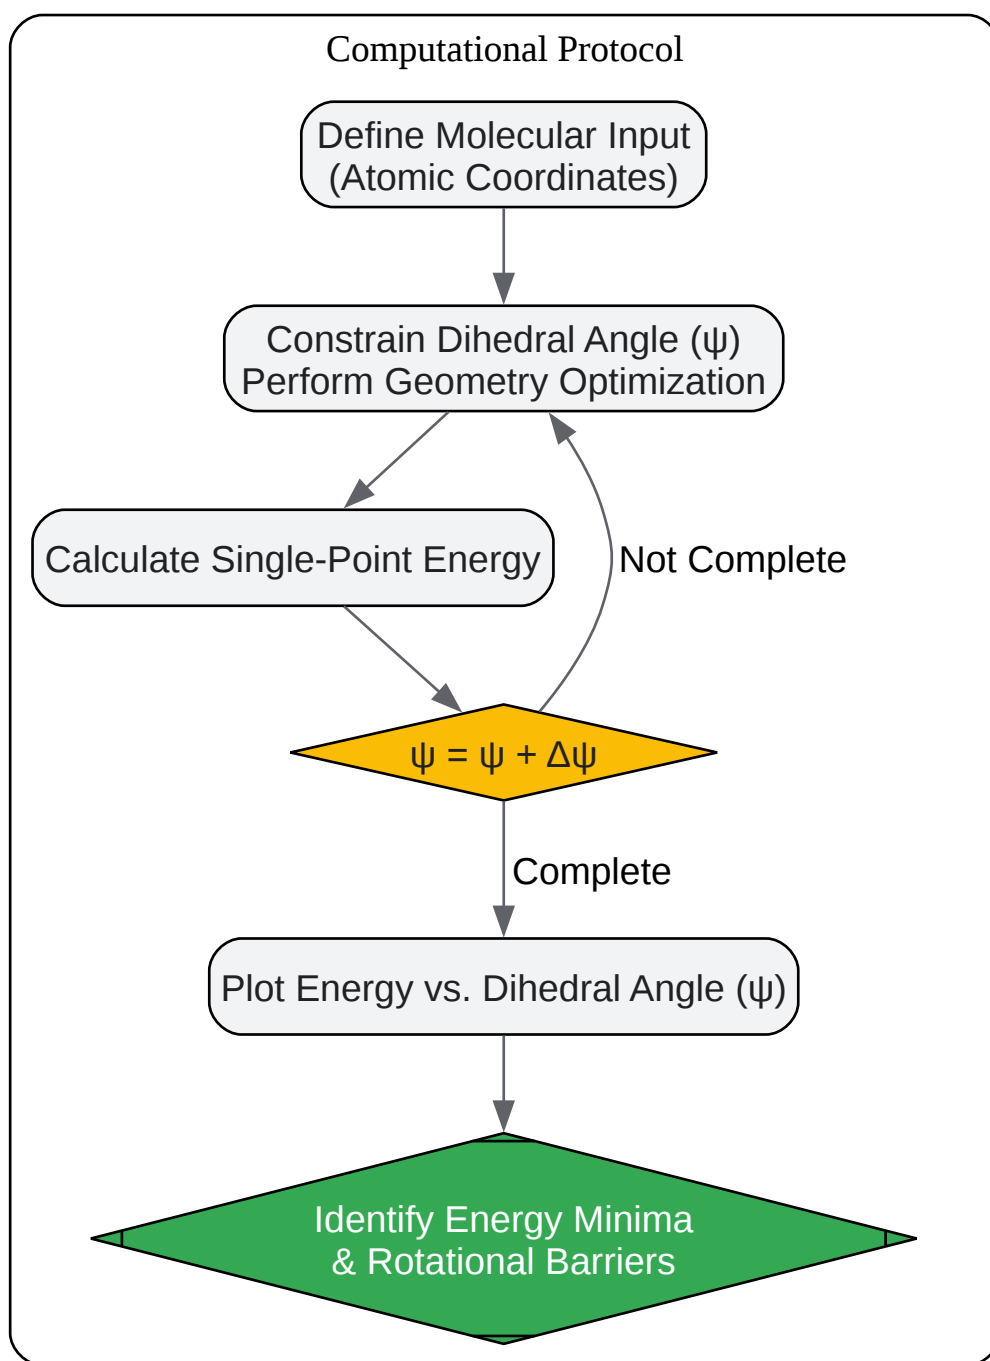 Computational Protocol
Define Molecular Input
(Atomic Coordinates)
Constrain Dihedral Angle (ψ)
Perform Geometry Optimization
Calculate Single-Point Energy
Not Complete
ψ = ψ + Δψ
Complete
Plot Energy vs. Dihedral Angle (ψ)
Identify Energy Minima
& Rotational Barriers